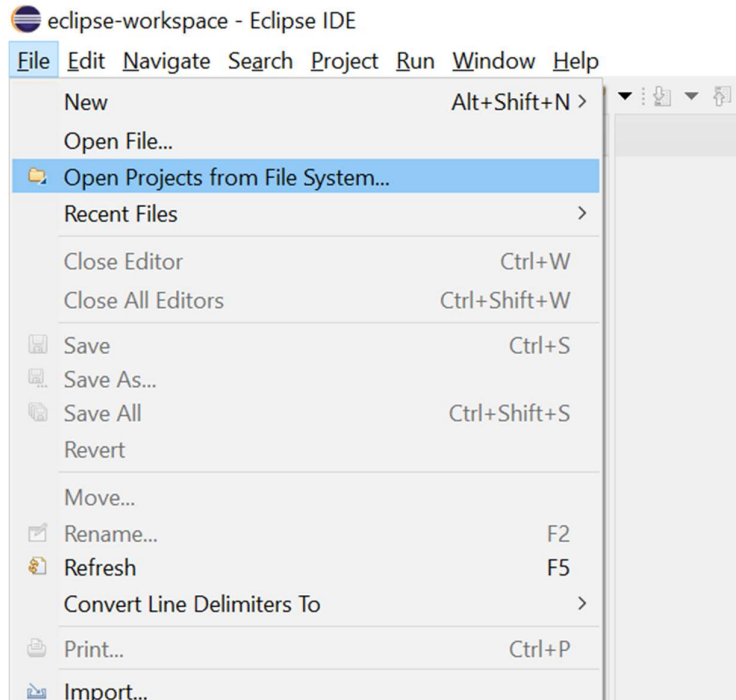 eclipse-workspace - Eclipse IDE
File Edit Navigate Search Project Run Window Help
New Alt+Shift+N >
Open File...
Open Projects from File System...
Recent Files >
Close Editor Ctrl+W
Close All Editors Ctrl+Shift+W
Save Ctrl+S
Save As...
Save All Ctrl+Shift+S
Revert
Move...
Rename... F2
Refresh F5
Convert Line Delimiters To >
Print... Ctrl+P
Import...